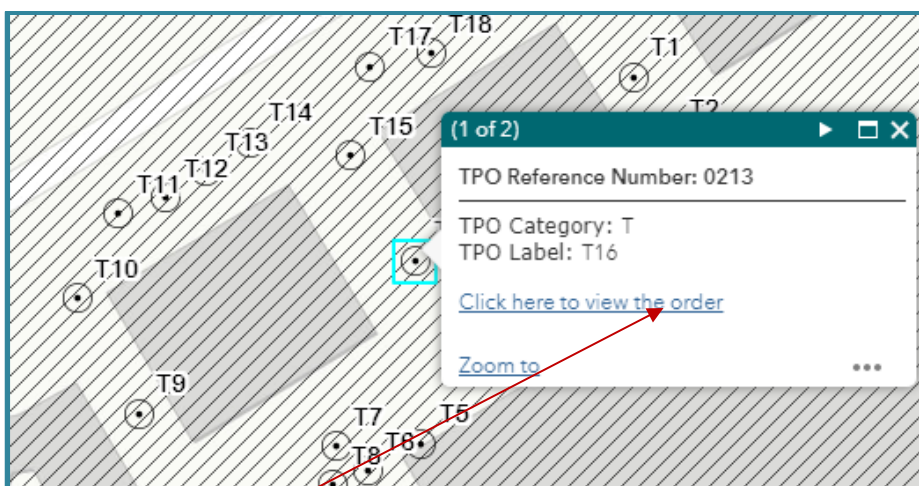 T17
T18
T1
T2
T14
T13
T15
T12
T11
T10
T9
T7
T5
T6
T8
(1 of 2)
TPO Reference Number: 0213
TPO Category: T
TPO Label: T16
Click here to view the order
Zoom to